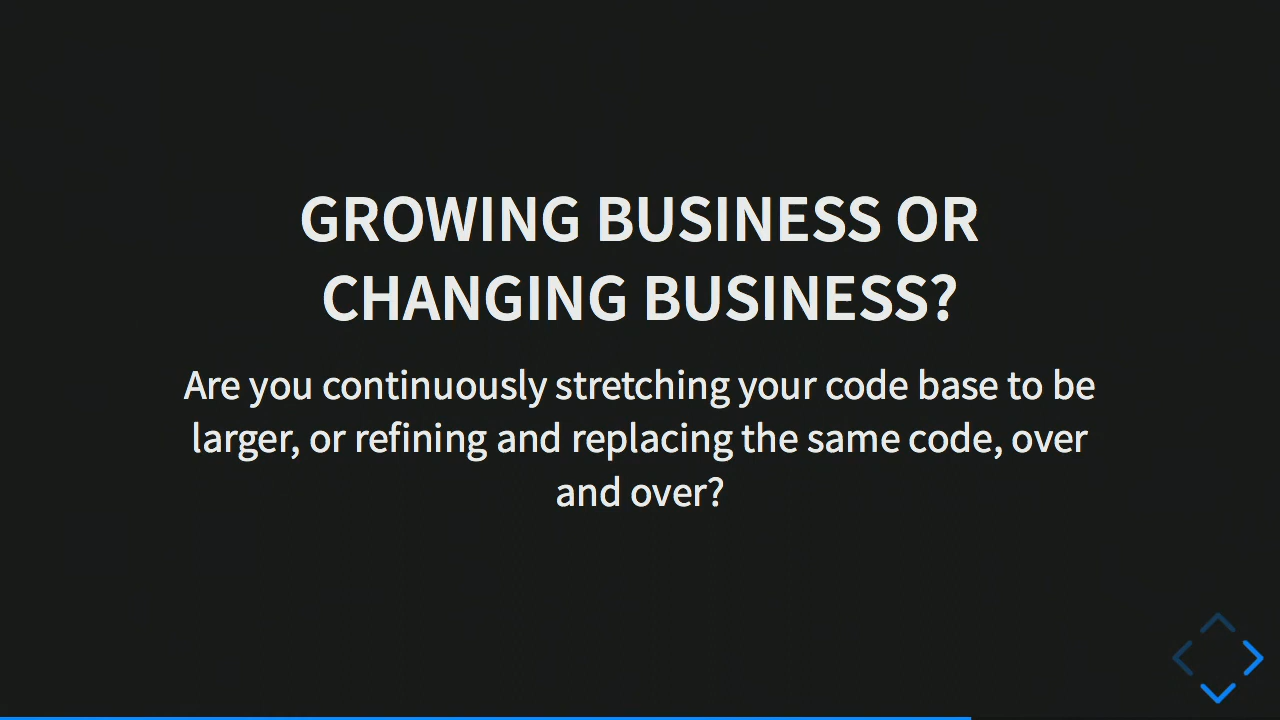 GROWING BUSINESS OR
CHANGING BUSINESS?
Are you continuously stretching your code base to be
larger, or refining and replacing the same code, over
and over?